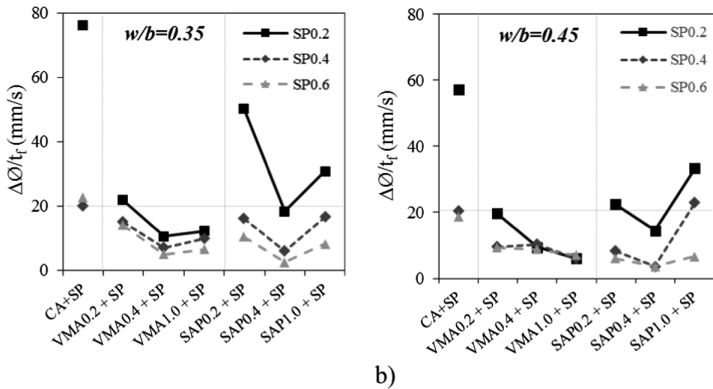 80
60
40
20
0
ΔØ/tf (mm/s)
w/b=0.35
SP0.2
SP0.4
SP0.6
CA+SP
VMA0.2 + SP
VMA0.4 + SP
VMA1.0 + SP
SAP0.2 + SP
SAP0.4 + SP
SAP1.0 + SP
80
60
40
20
0
ΔØ/tf (mm/s)
w/b=0.45
SP0.2
SP0.4
SP0.6
CA+SP
VMA0.2 + SP
VMA0.4 + SP
VMA1.0 + SP
SAP0.2 + SP
SAP0.4 + SP
SAP1.0 + SP
b)